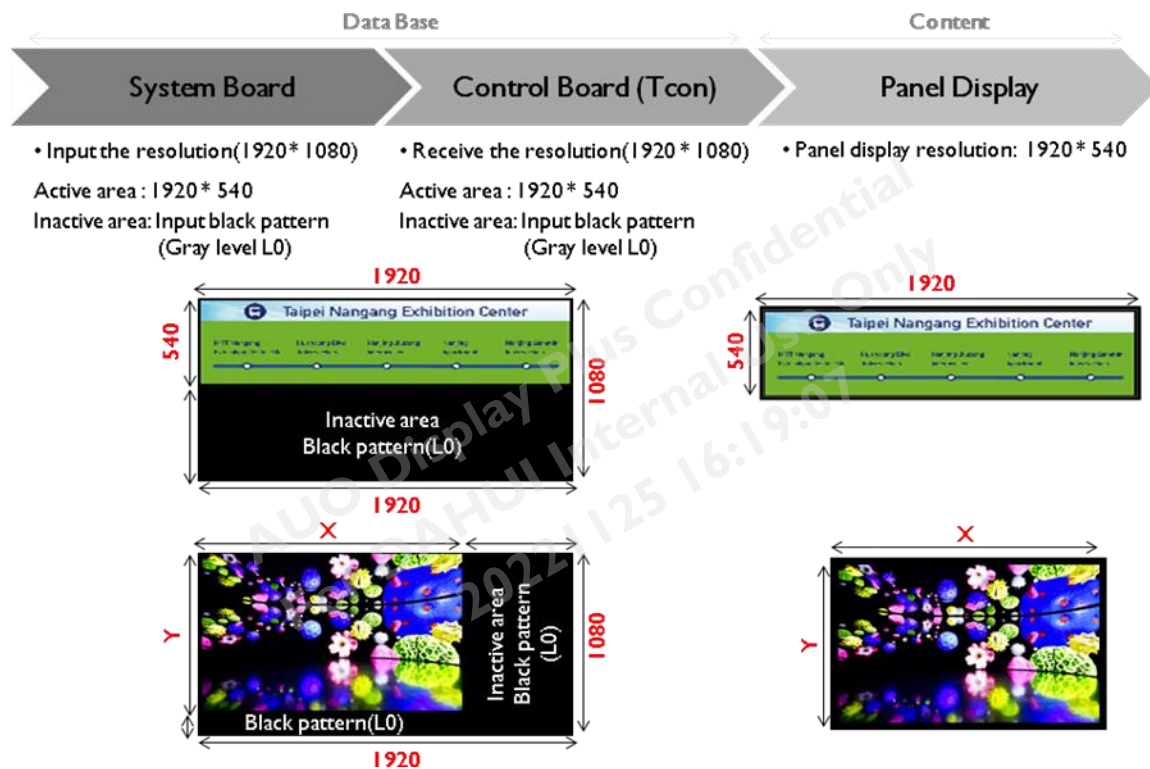 Data Base
Content
System Board
Control Board (Tcon)
Panel Display
• Input the resolution(1920* 1080)
Active area : 1920* 540
Inactive area: Input black pattern
(Gray level L0)
• Receive the resolution(1920* 1080)
Active area : 1920* 540
Inactive area: Input black pattern
(Gray level L0)
• Panel display resolution: 1920* 540
1920
540
Taipei Nangang Exhibition Center
1080
Inactive area
Black pattern(L0)
1920
1920
540
Taipei Nangang Exhibition Center
X
Y
Inactive area
Black pattern
(L0)
1080
Black pattern(L0)
1920
X
Y
AUO Display Plus Confidential
For DAHUI Internal Use Only
20221125 16:19:07